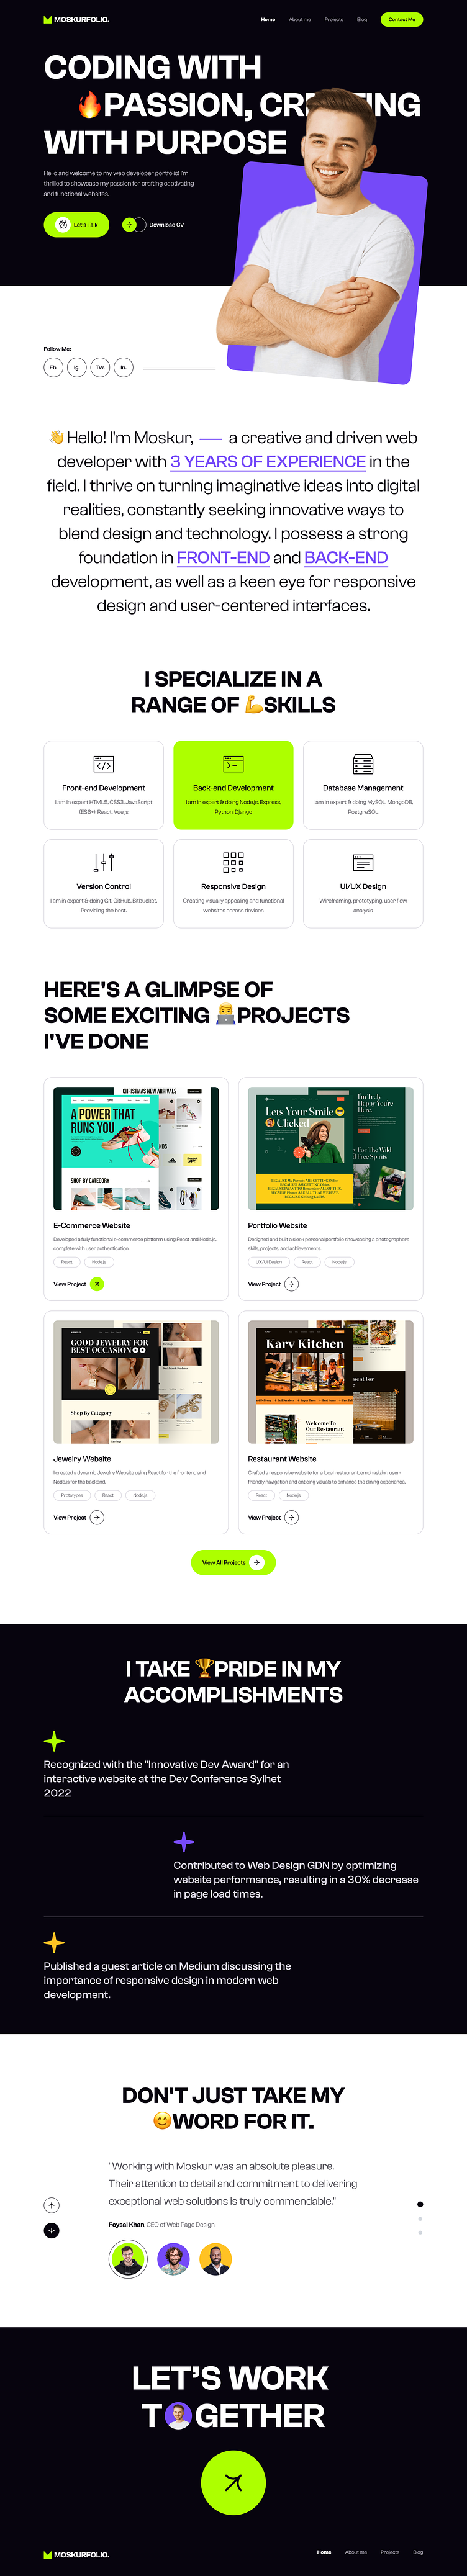 MOSKURFOLIO.
Home About me Projects Blog Contact Me
CODING WITH
🔥PASSION, CREATING
WITH PURPOSE
Hello and welcome to my web developer portfolio! I'm
thrilled to showcase my passion for crafting captivating
and functional websites.
Let's Talk
Download CV
Follow Me:
Fb. Ig. Tw. In.
👋 Hello! I'm Moskur, a creative and driven web
developer with 3 YEARS OF EXPERIENCE in the
field. I thrive on turning imaginative ideas into digital
realities, constantly seeking innovative ways to
blend design and technology. I possess a strong
foundation in FRONT-END and BACK-END
development, as well as a keen eye for responsive
design and user-centered interfaces.
I SPECIALIZE IN A
RANGE OF 💪SKILLS
Front-end Development
I am in expert HTML5, CSS3, JavaScript
(ES6+), React, Vue.js
Back-end Development
I am in expert & doing Node.js, Express,
Python, Django
Database Management
I am in expert & doing MySQL, MongoDB,
PostgreSQL
Version Control
I am in expert & doing Git, GitHub, Bitbucket.
Providing the best.
Responsive Design
Creating visually appealing and functional
websites across devices
UI/UX Design
Wireframing, prototyping, user flow
analysis
HERE'S A GLIMPSE OF
SOME EXCITING 👨‍💻PROJECTS
I'VE DONE
CHRISTMAS NEW ARRIVALS
A POWER THAT
RUNS YOU
SHOP BY CATEGORY
E-Commerce Website
Developed a fully functional e-commerce platform using React and Node.js,
complete with user authentication.
React Node.js
View Project
Lets Your Smile
I'm Truly
Happy You're
Here.
Portfolio Website
Designed and built a sleek personal portfolio showcasing a photographers
skills, projects, and achievements.
UX/UI Design React Node.js
View Project
GOOD JEWELRY FOR
BEST OCCASION
Shop By Category
Jewelry Website
I created a dynamic Jewelry Website using React for the frontend and
Node.js for the backend.
Prototypes React Node.js
View Project
Karv Kitchen
Welcome To
Our Restaurant
Restaurant Website
Crafted a responsive website for a local restaurant, emphasizing user-
friendly navigation and enticing visuals to enhance the dining experience.
React Node.js
View Project
View All Projects
I TAKE 🏆PRIDE IN MY
ACCOMPLISHMENTS
Recognized with the "Innovative Dev Award" for an
interactive website at the Dev Conference Sylhet
2022
Contributed to Web Design GDN by optimizing
website performance, resulting in a 30% decrease
in page load times.
Published a guest article on Medium discussing the
importance of responsive design in modern web
development.
DON'T JUST TAKE MY
😊WORD FOR IT.
"Working with Moskur was an absolute pleasure.
Their attention to detail and commitment to delivering
exceptional web solutions is truly commendable."
Foysal Khan, CEO of Web Page Design
LET'S WORK
T GETHER
MOSKURFOLIO.
Home About me Projects Blog